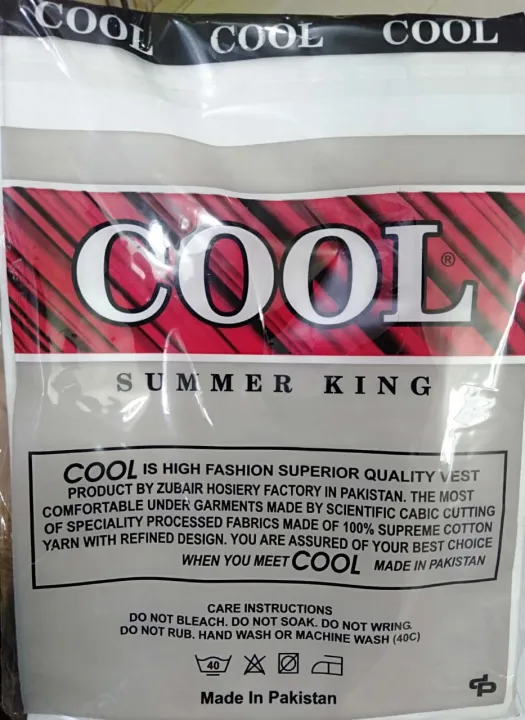 COOL COOL COOL
COOL®
SUMMER KING
COOL IS HIGH FASHION SUPERIOR QUALITY VEST
PRODUCT BY ZUBAIR HOSIERY FACTORY IN PAKISTAN. THE MOST
COMFORTABLE UNDER GARMENTS MADE BY SCIENTIFIC CABIC CUTTING
OF SPECIALITY PROCESSED FABRICS MADE OF 100% SUPREME COTTON
YARN WITH REFINED DESIGN. YOU ARE ASSURED OF YOUR BEST CHOICE
WHEN YOU MEET COOL MADE IN PAKISTAN
CARE INSTRUCTIONS
DO NOT BLEACH. DO NOT SOAK. DO NOT WRING.
DO NOT RUB. HAND WASH OR MACHINE WASH (40C)
40
Made In Pakistan
dp